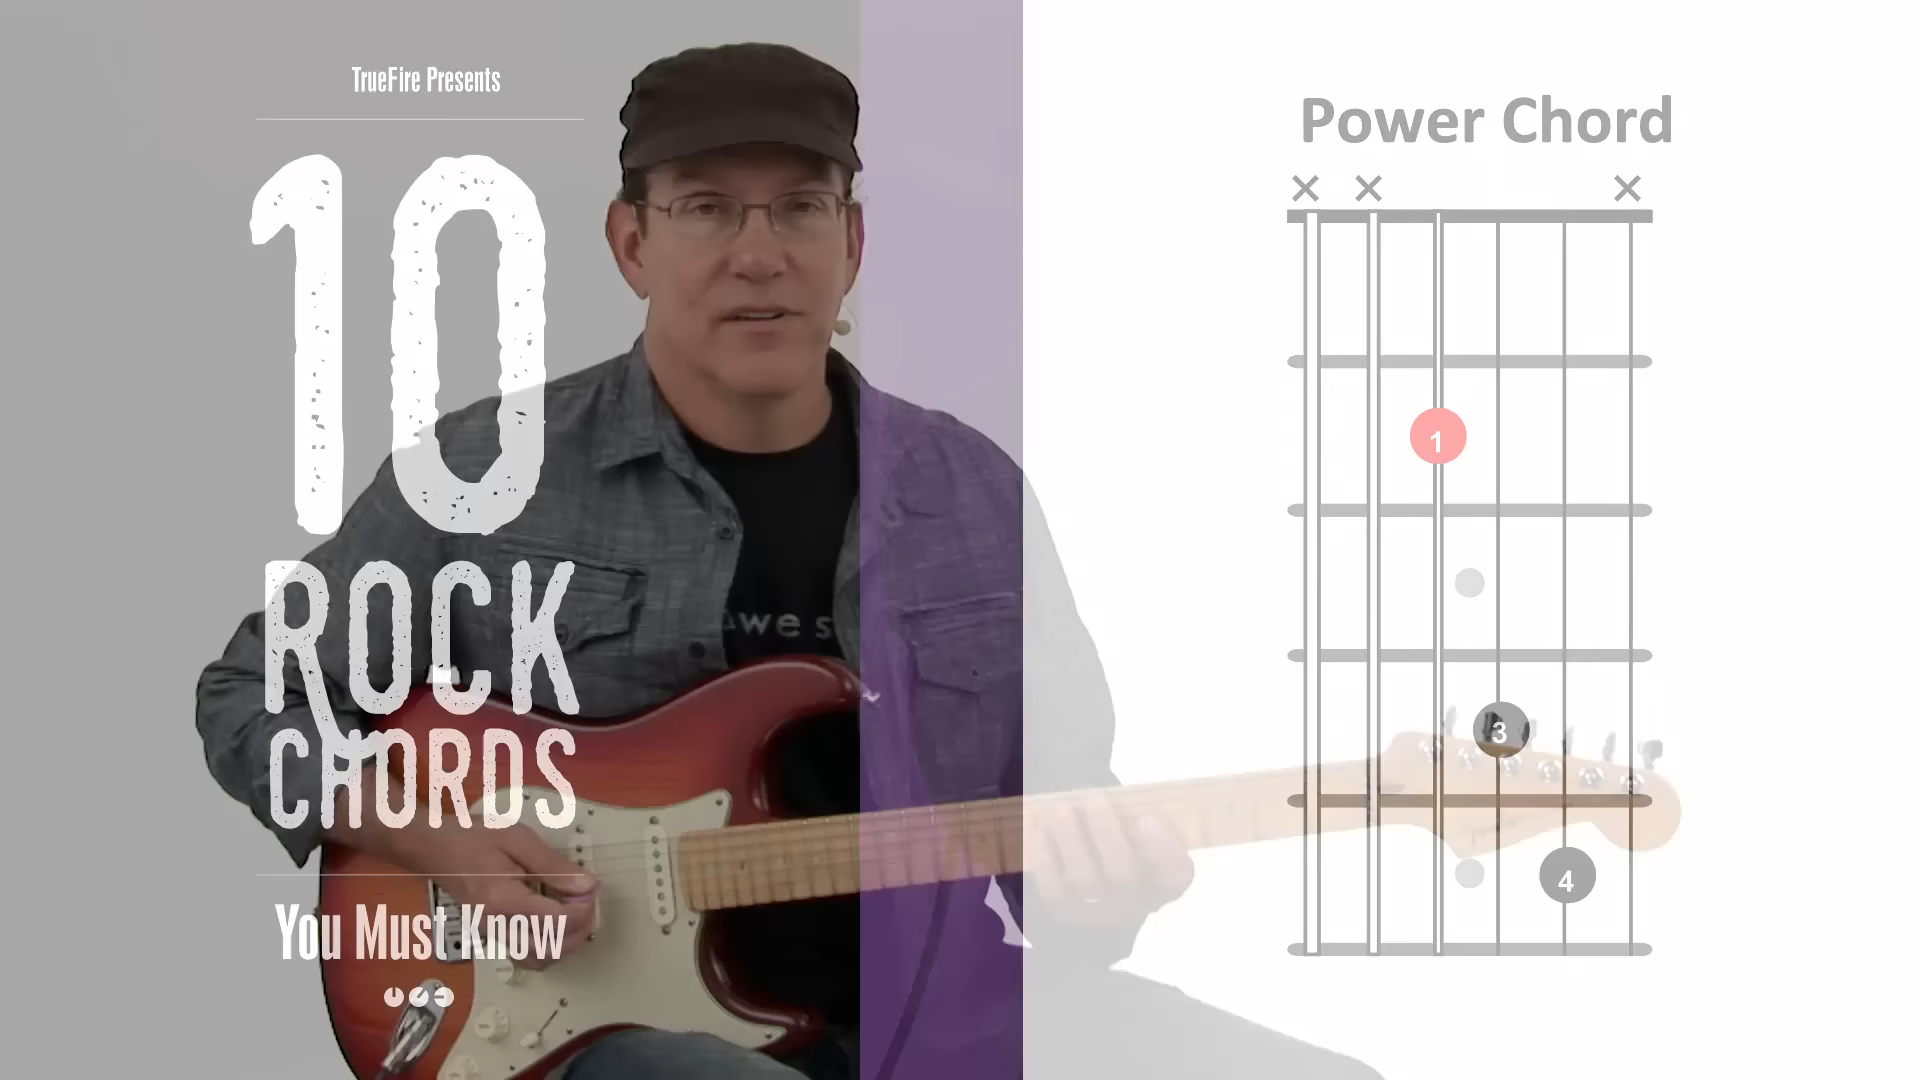 TrueFire Presents
10
ROCK
CHORDS
You Must Know
Power Chord
× × ×
1
3
4